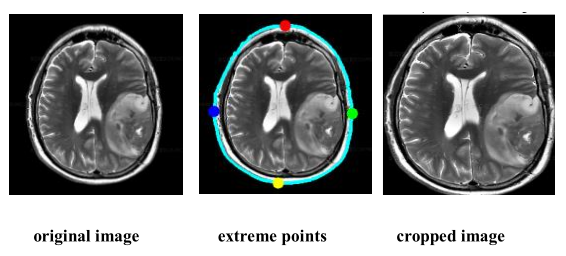 original image
extreme points
cropped image